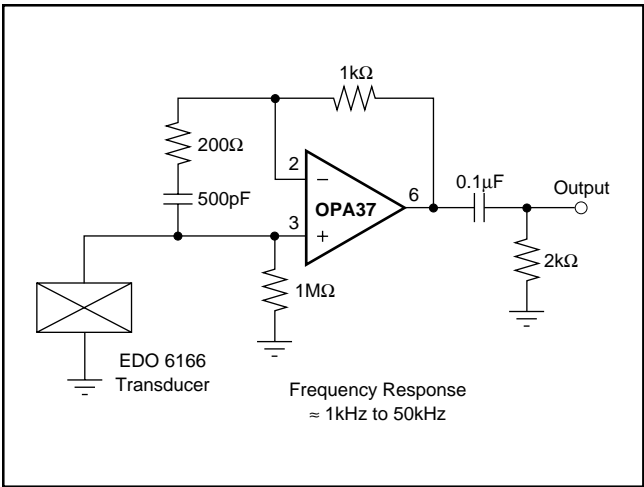 1kΩ
200Ω
500pF
2
−
3
+
OPA37
6
0.1µF
Output
2kΩ
1MΩ
EDO 6166
Transducer
Frequency Response
≈ 1kHz to 50kHz